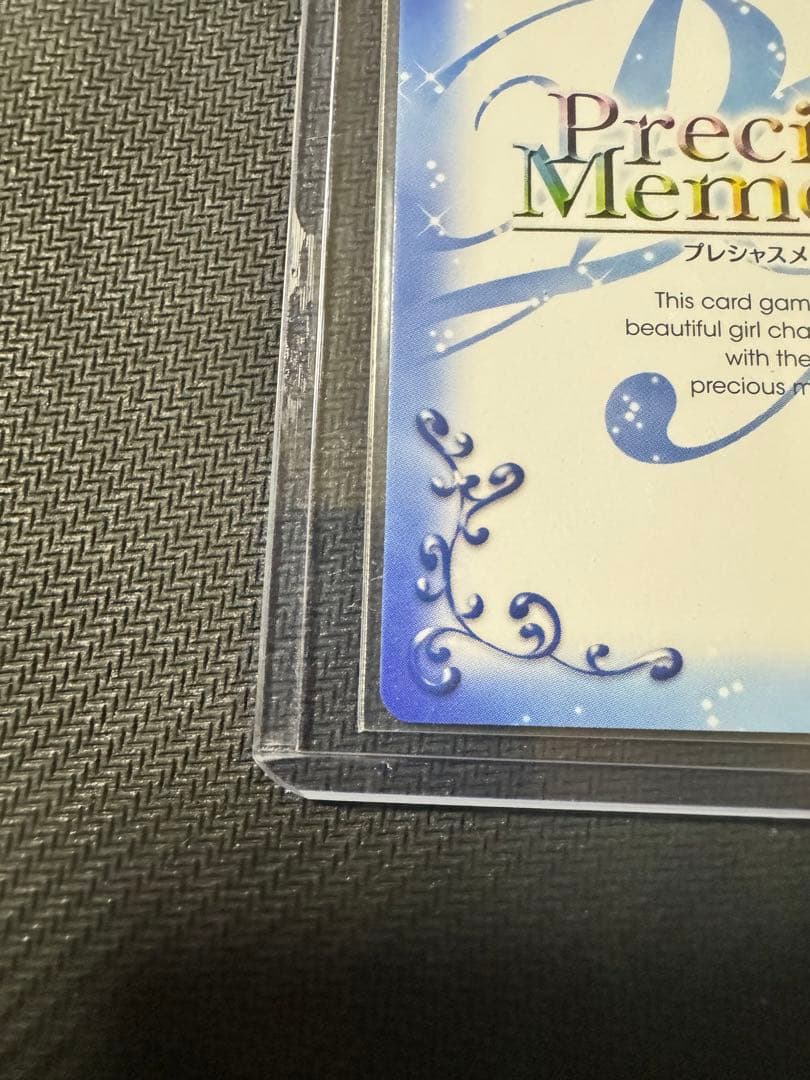 Preci
Memo
プレシャスメ
This card gam
beautiful girl cha
with the
precious m